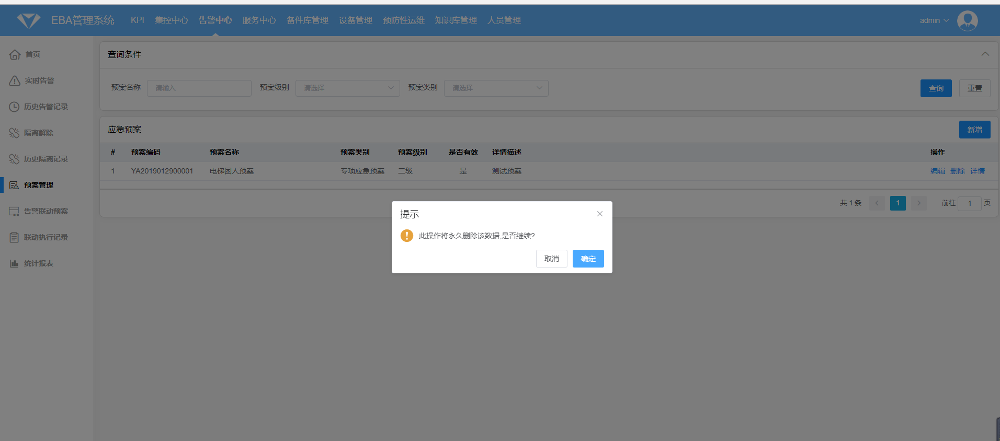 EBA管理系统 KPI 集控中心 告警中心 服务中心 备件库管理 设备管理 预防性运维 知识库管理 人员管理 admin
首页
实时告警
历史告警记录
隔离解除
历史隔离记录
预案管理
告警联动预案
联动执行记录
统计报表
查询条件
预案名称 请输入 预案级别 请选择 预案类别 请选择 查询 重置
应急预案 新增
# 预案编码 预案名称 预案类别 预案级别 是否有效 详情描述 操作
1 YA2019012900001 电梯困人预案 专项应急预案 二级 是 测试预案 编辑 删除 详情
共 1 条 1 前往 1 页
提示
此操作将永久删除该数据,是否继续?
取消 确定